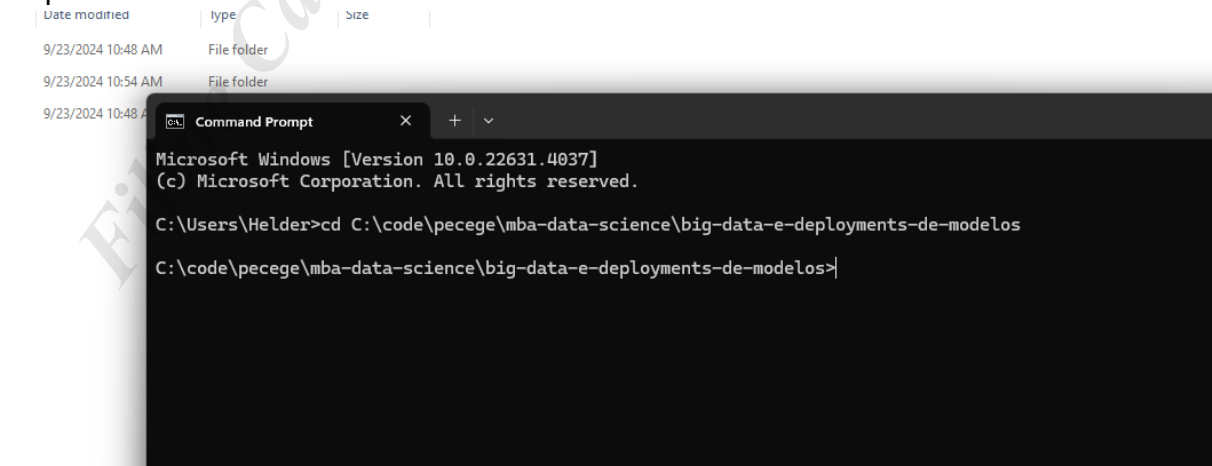 Date modified Type Size
9/23/2024 10:48 AM File folder
9/23/2024 10:54 AM File folder
9/23/2024 10:48
Command Prompt
Microsoft Windows [Version 10.0.22631.4037]
(c) Microsoft Corporation. All rights reserved.
C:\Users\Helder>cd C:\code\pecege\mba-data-science\big-data-e-deployments-de-modelos
C:\code\pecege\mba-data-science\big-data-e-deployments-de-modelos>